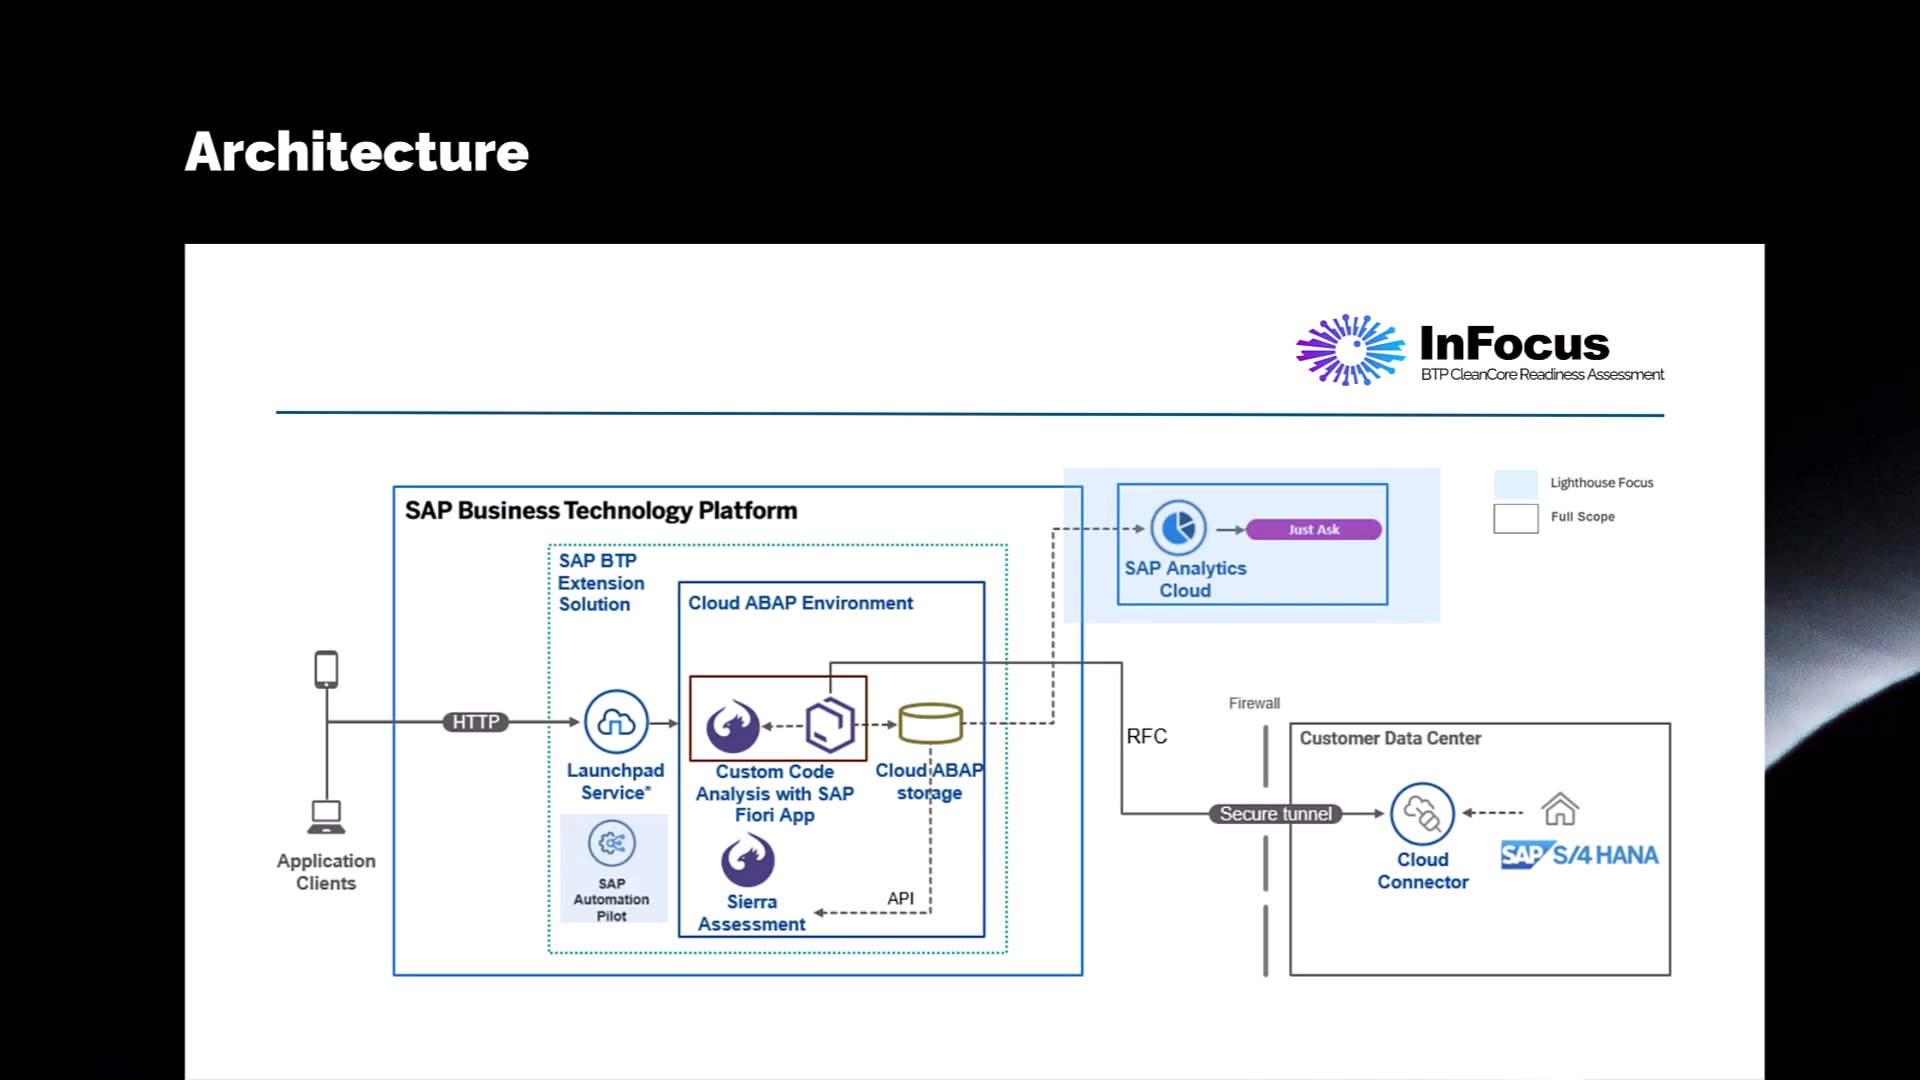 Architecture
InFocus
BTP CleanCore Readiness Assessment
Lighthouse Focus
Full Scope
SAP Business Technology Platform
SAP BTP
Extension
Solution
Cloud ABAP Environment
SAP Analytics
Cloud
Just Ask
HTTP
Launchpad
Service*
Custom Code
Analysis with SAP
Fiori App
Cloud ABAP
storage
RFC
Firewall
Customer Data Center
Secure tunnel
Cloud
Connector
SAP S/4HANA
Application
Clients
SAP
Automation
Pilot
Sierra
Assessment
API